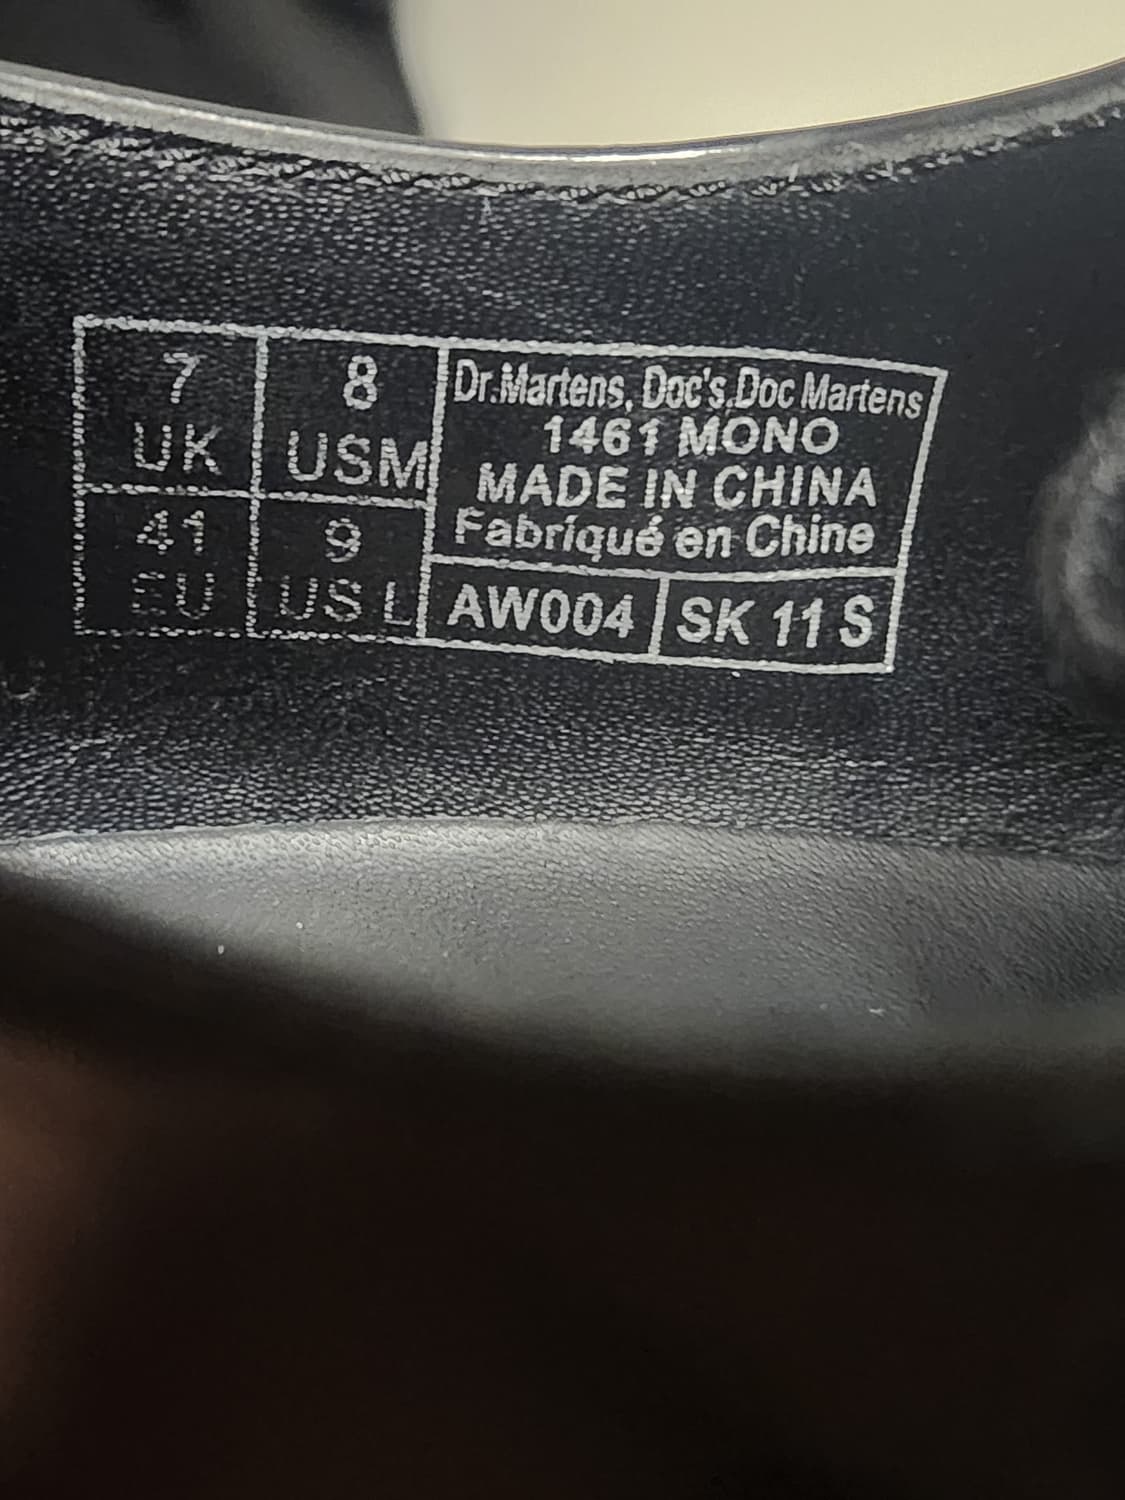 7
UK
8
USM
41
EU
9
US L
Dr.Martens, Doc's,Doc Martens
1461 MONO
MADE IN CHINA
Fabriqué en Chine
AW004
SK 11 S